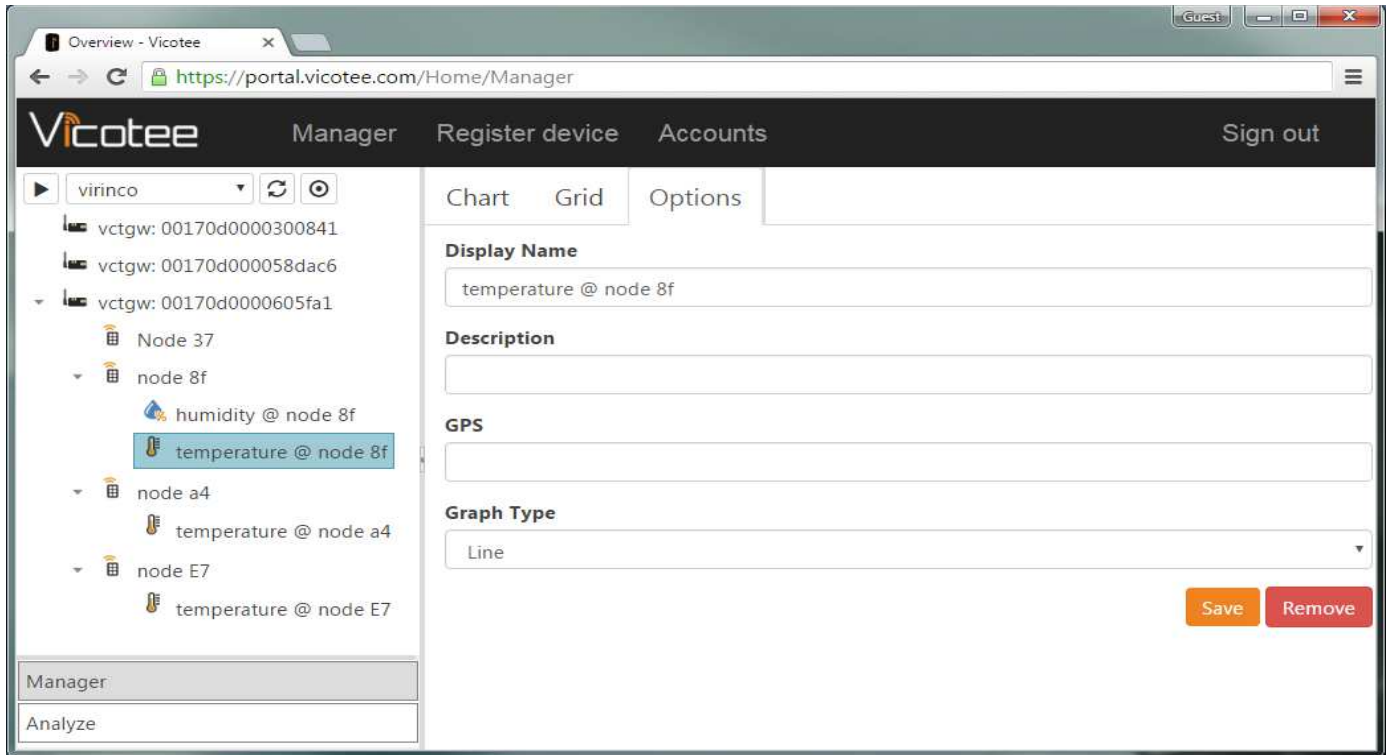 Guest
Overview - Vicotee
https://portal.vicotee.com/Home/Manager
Vicotee Manager Register device Accounts Sign out
virinco
vctgw: 00170d0000300841
vctgw: 00170d000058dac6
vctgw: 00170d0000605fa1
Node 37
node 8f
humidity @ node 8f
temperature @ node 8f
node a4
temperature @ node a4
node E7
temperature @ node E7
Manager
Analyze
Chart Grid Options
Display Name
temperature @ node 8f
Description
GPS
Graph Type
Line
Save Remove